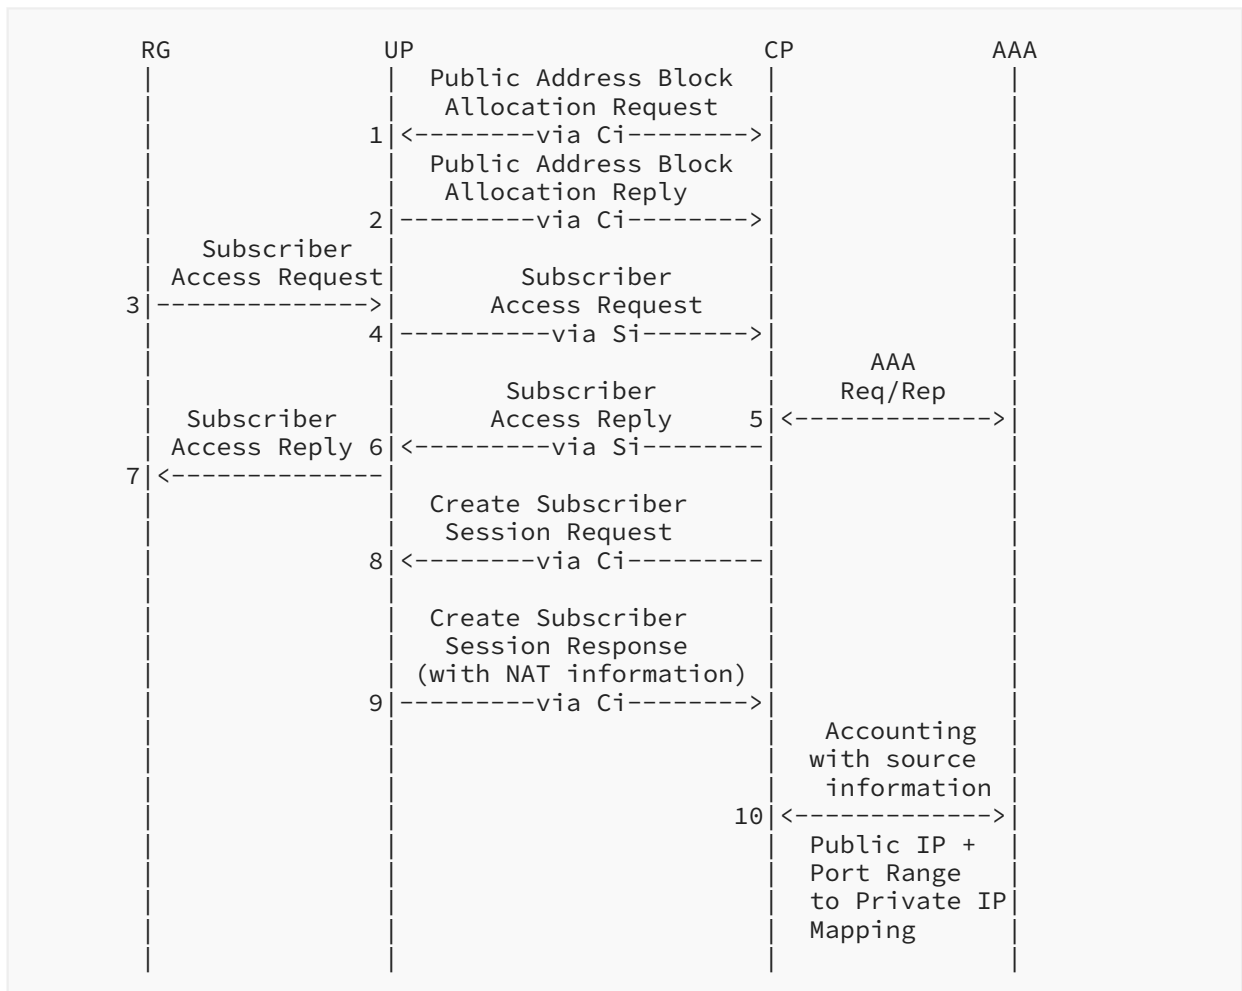 RG UP CP AAA
Public Address Block
Allocation Request
1|<--------via Ci-------->|
Public Address Block
Allocation Reply
2|---------via Ci-------->|
Subscriber
Access Request Subscriber
3|-------------->| Access Request
4|----------via Si------->|
AAA
Subscriber Req/Rep
Subscriber Access Reply 5|<------------->|
Access Reply 6|<---------via Si--------|
7|<--------------|
Create Subscriber
Session Request
8|<--------via Ci---------|
Create Subscriber
Session Response
(with NAT information)
9|---------via Ci-------->|
Accounting
with source
information
10|<------------->|
Public IP +
Port Range
to Private IP
Mapping